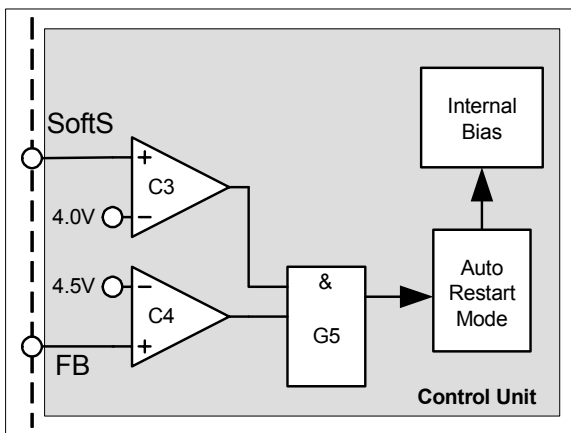 SoftS
+
C3
4.0V
−
4.5V
−
C4
+
FB
&
G5
Internal
Bias
Auto
Restart
Mode
Control Unit